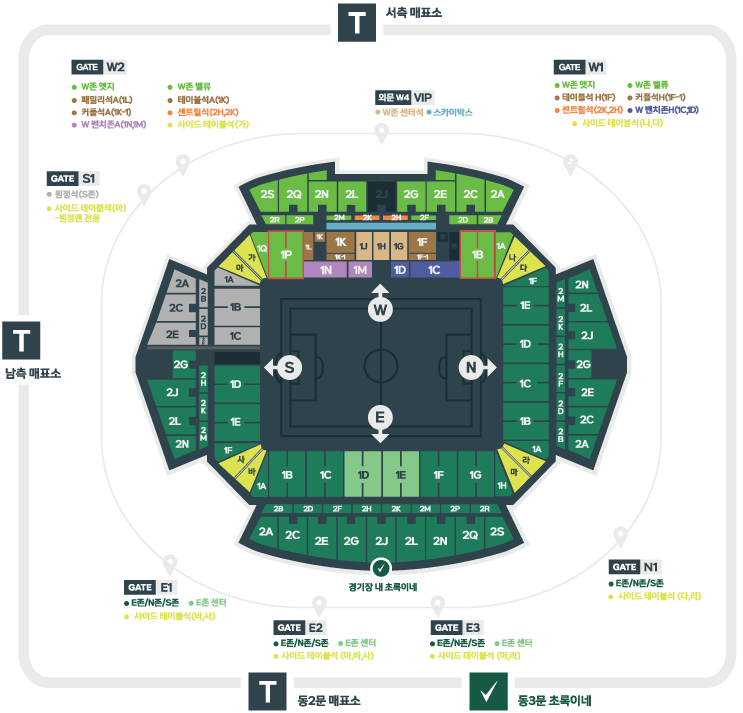 T 서측 매표소
GATE W2
W존 엣지
W존 밸류
패밀리석A(1L)
테이블석A(1K)
커플석A(1K-1)
센트럴석(2H,2K)
W 벤치존A(1N,1M)
사이드 테이블석(가)
외문 W4 VIP
W존 센터석
스카이박스
GATE W1
W존 엣지
W존 벨류
테이블석 H(1F)
커플석H(1F-1)
센트럴석(2K,2H)
W 벤치존H(1C,1D)
사이드 테이블석(나,다)
GATE S1
원정석(S존)
사이드 테이블석(아)
-원정팬 전용
2S 2Q 2N 2L 2J 2G 2E 2C 2A
2R 2P 2M 2K 2H 2F 2D 2B
1Q 1P 1L 1K 1K 1J 1H 1G 1F 1B 1A
1K-1 1F-1
1N 1M 1D 1C
가 아 나 다
2A 2C 2E 2G 2J 2L 2N
2B 2D 2H 2K 2M
1A 1B 1C 1D 1E 1F
1F 1E 1D 1C 1B 1A
2M 2K 2H 2F 2D 2B
2N 2L 2J 2G 2E 2C 2A
W
S N
E
사 바 라 마
1A 1B 1C 1D 1E 1F 1G 1H
2B 2D 2F 2H 2K 2M 2P 2R
2A 2C 2E 2G 2J 2L 2N 2Q 2S
T
남측 매표소
경기장 내 초록이네
GATE E1
E존/N존/S존
E존 센터
사이드 테이블석(바,사)
GATE E2
E존/N존/S존
E존 센터
사이드 테이블석 (마,바,사)
GATE E3
E존/N존/S존
E존 센터
사이드 테이블석 (마,라)
GATE N1
E존/N존/S존
사이드 테이블석 (다,라)
T 동2문 매표소
동3문 초록이네